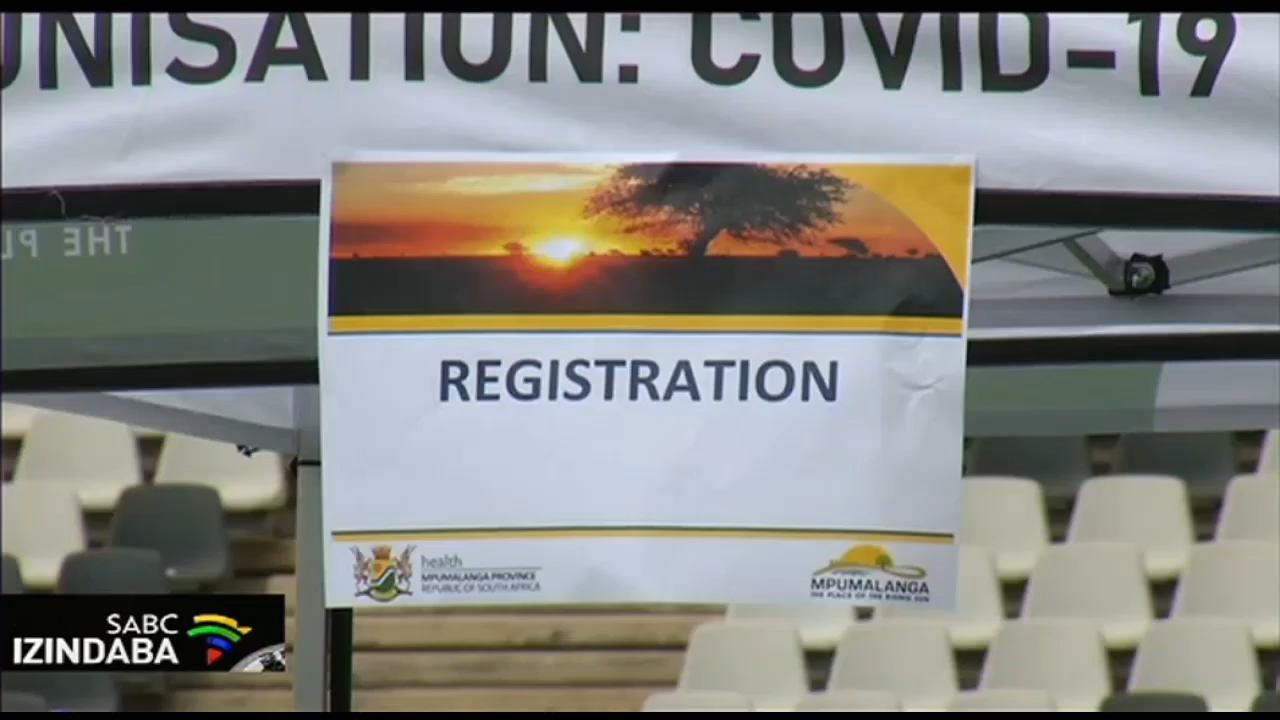 UNISATION: COVID-19
THE PL
REGISTRATION
health
MPUMALANGA PROVINCE
REPUBLIC OF SOUTH AFRICA
MPUMALANGA
THE PLACE OF THE RISING SUN
SABC
IZINDABA